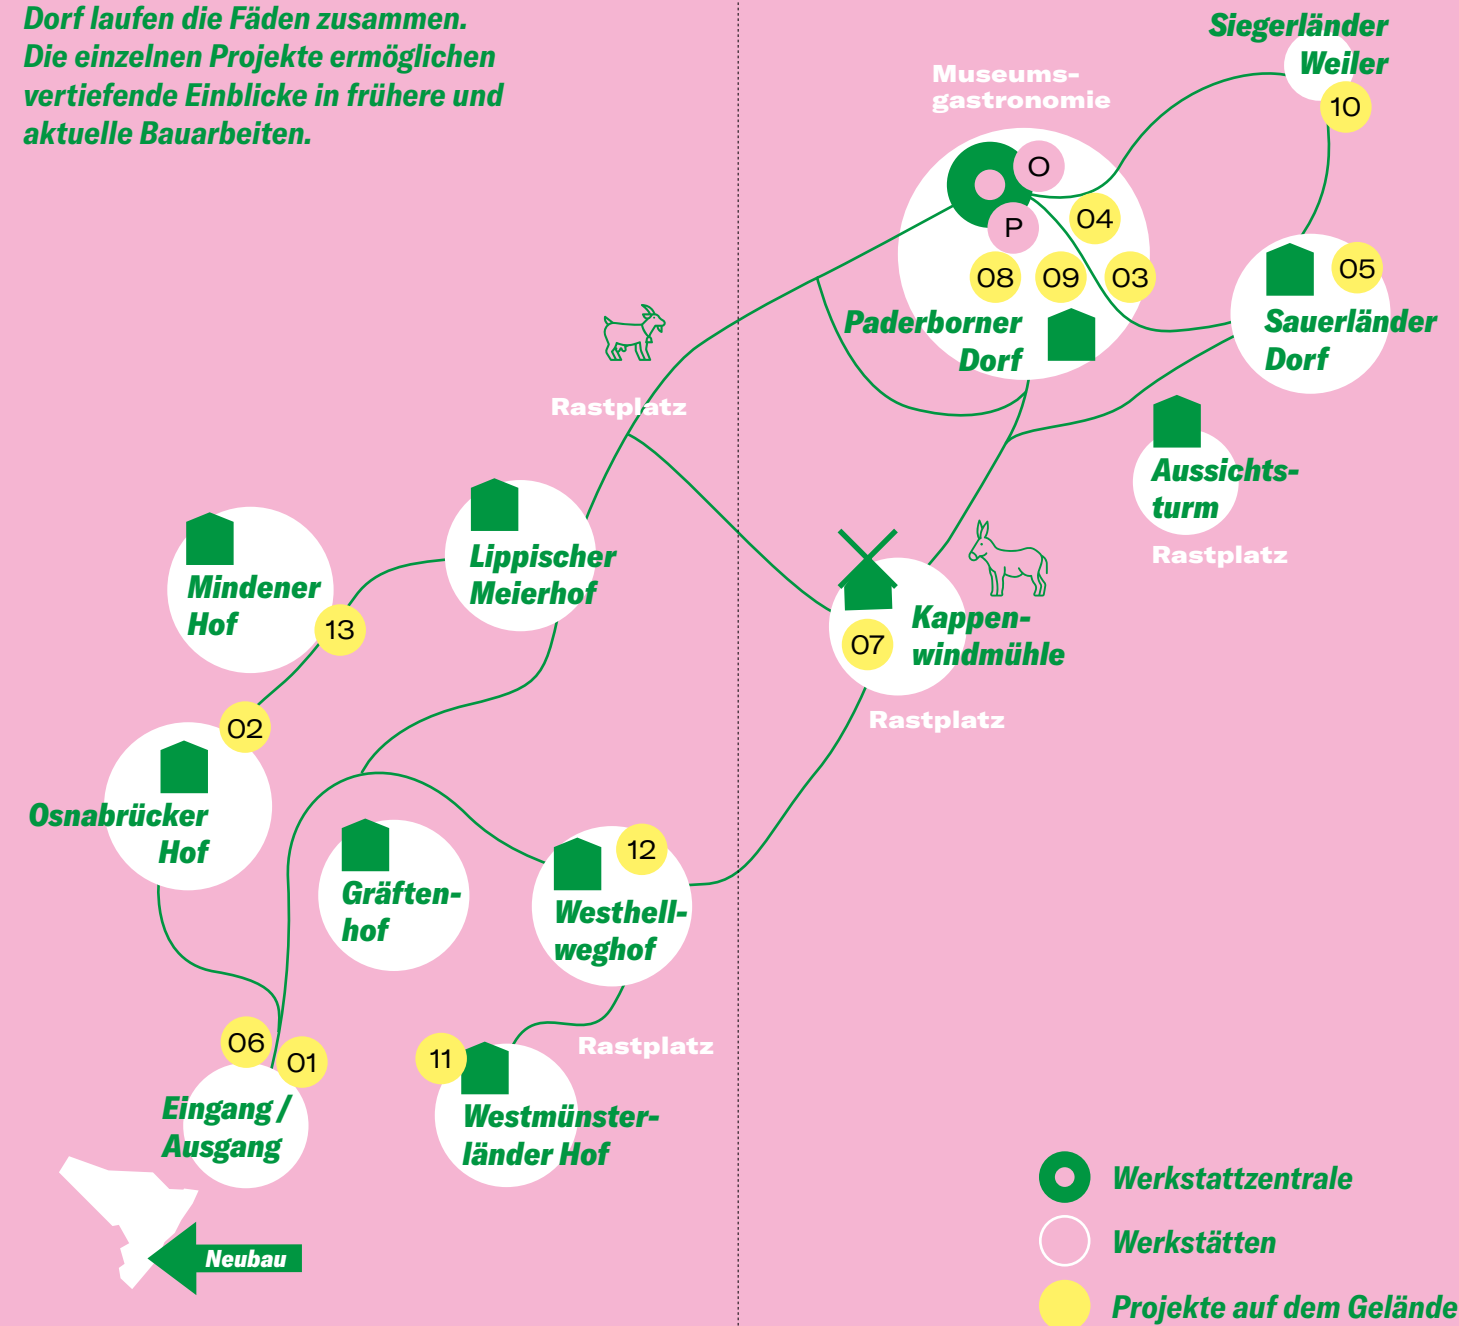 Dorf laufen die Fäden zusammen.
Die einzelnen Projekte ermöglichen
vertiefende Einblicke in frühere und
aktuelle Bauarbeiten.
Siegerländer
Weiler
10
Museums-
gastronomie
O
P
04
08
09
03
Paderborner
Dorf
05
Sauerländer
Dorf
Rastplatz
Aussichts-
turm
Rastplatz
Lippischer
Meierhof
Mindener
Hof
13
Kappen-
windmühle
07
Rastplatz
02
Osnabrücker
Hof
Gräften-
hof
12
Westhell-
weghof
Rastplatz
06
01
Eingang /
Ausgang
11
Westmünster-
länder Hof
Neubau
Werkstattzentrale
Werkstätten
Projekte auf dem Gelände